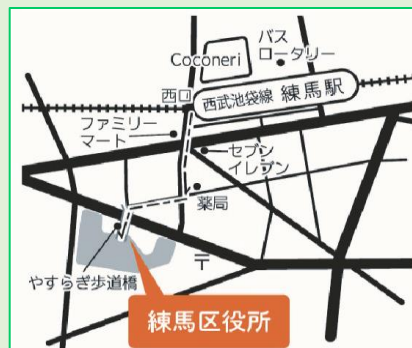 バス
ロータリー
Coconeri
西口
西武池袋線 練馬駅
ファミリー
マート
セブン
イレブン
薬局
〒
やすらぎ歩道橋
練馬区役所